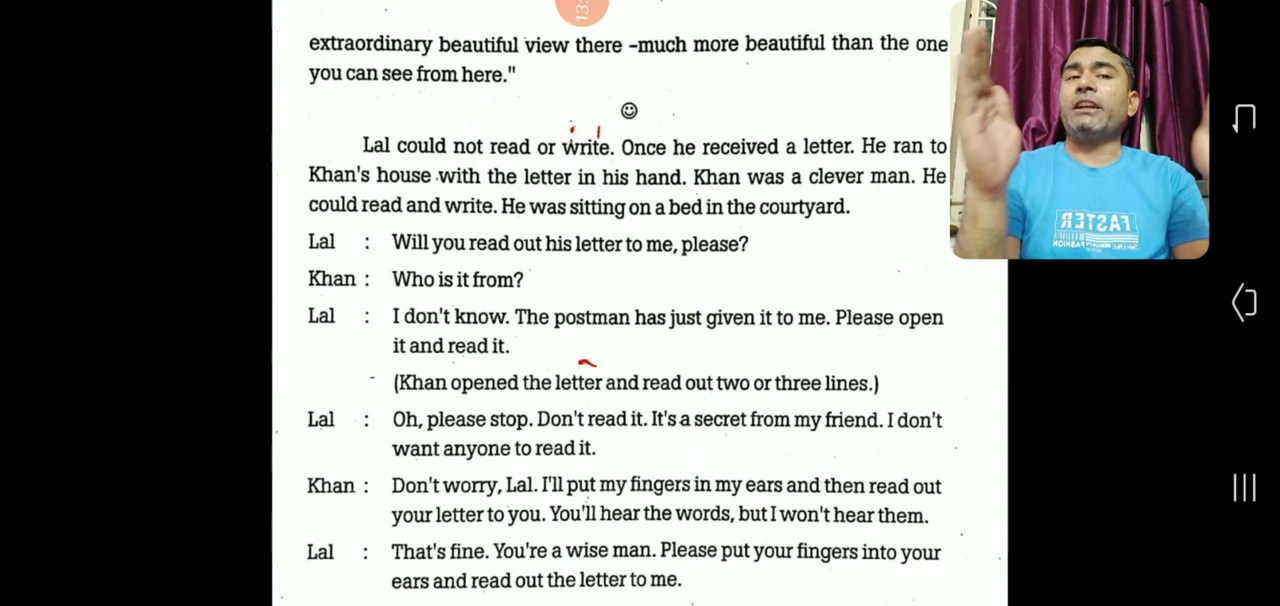 13:
extraordinary beautiful view there -much more beautiful than the one
you can see from here."
Lal could not read or write. Once he received a letter. He ran to
Khan's house with the letter in his hand. Khan was a clever man. He
could read and write. He was sitting on a bed in the courtyard.
Lal : Will you read out his letter to me, please?
Khan : Who is it from?
Lal : I don't know. The postman has just given it to me. Please open
it and read it.
(Khan opened the letter and read out two or three lines.)
Lal : Oh, please stop. Don't read it. It's a secret from my friend. I don't
want anyone to read it.
Khan : Don't worry, Lal. I'll put my fingers in my ears and then read out
your letter to you. You'll hear the words, but I won't hear them.
Lal : That's fine. You're a wise man. Please put your fingers into your
ears and read out the letter to me.
FASTER
FASHION